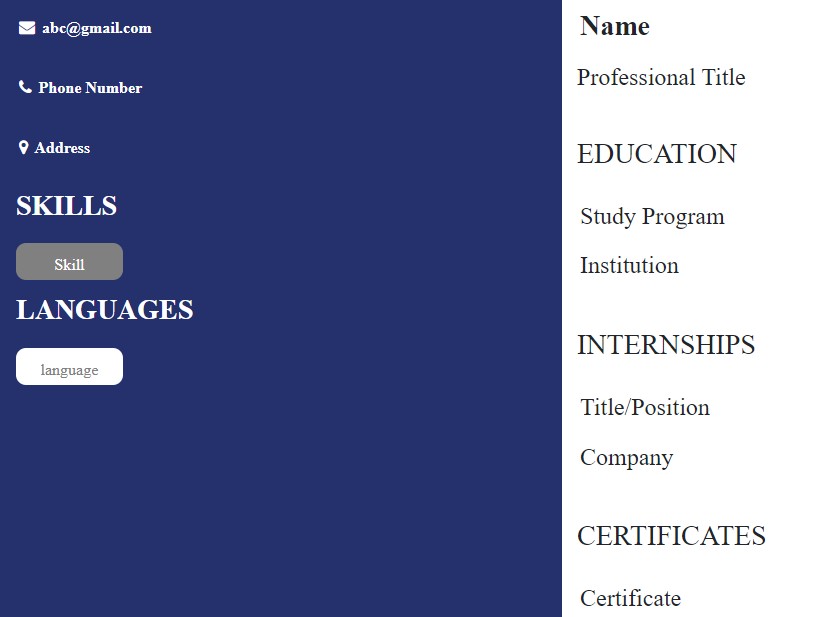 abc@gmail.com
Phone Number
Address
SKILLS
Skill
LANGUAGES
language
Name
Professional Title
EDUCATION
Study Program
Institution
INTERNSHIPS
Title/Position
Company
CERTIFICATES
Certificate